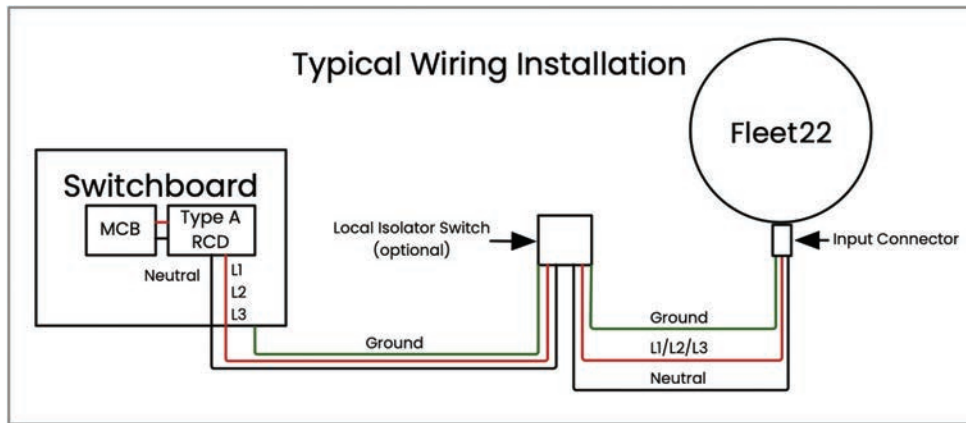 Typical Wiring Installation
Fleet22
Switchboard
MCB
Type A
RCD
Neutral
L1
L2
L3
Ground
Local Isolator Switch
(optional)
Input Connector
Ground
L1/L2/L3
Neutral